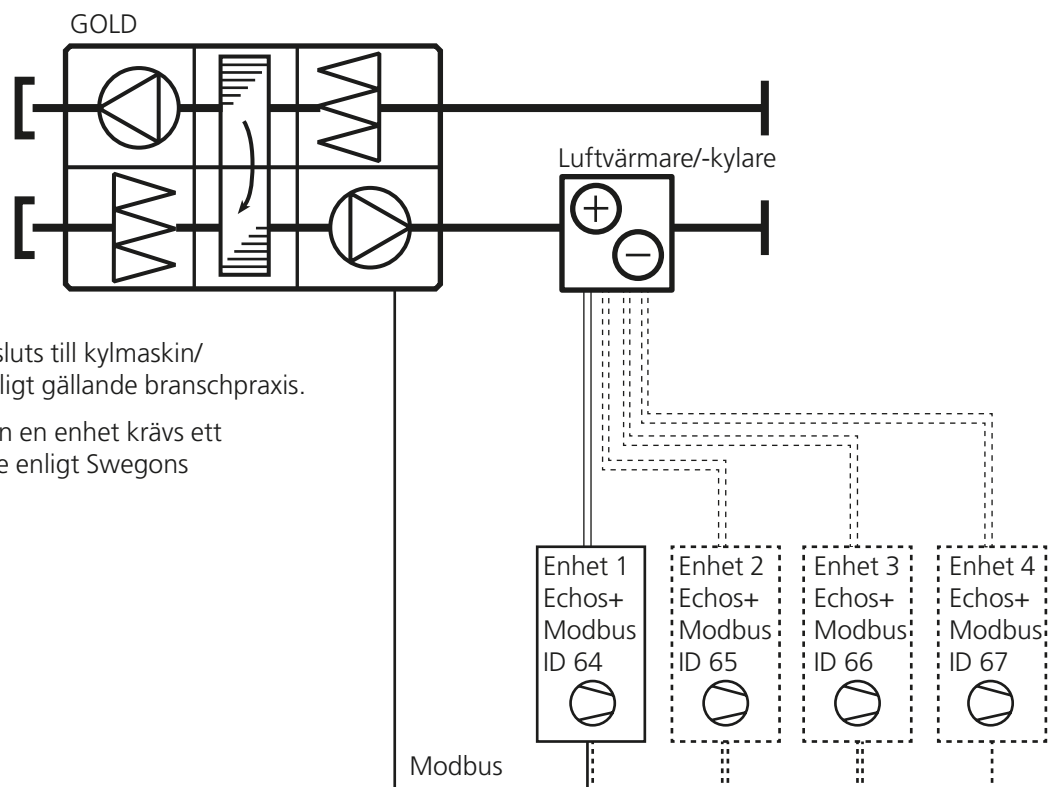 GOLD
Luftvärmare/-kylare
sluts till kylmaskin/
ligt gällande branschpraxis.
n en enhet krävs ett
e enligt Swegons
Enhet 1
Echos+
Modbus
ID 64
Enhet 2
Echos+
Modbus
ID 65
Enhet 3
Echos+
Modbus
ID 66
Enhet 4
Echos+
Modbus
ID 67
Modbus